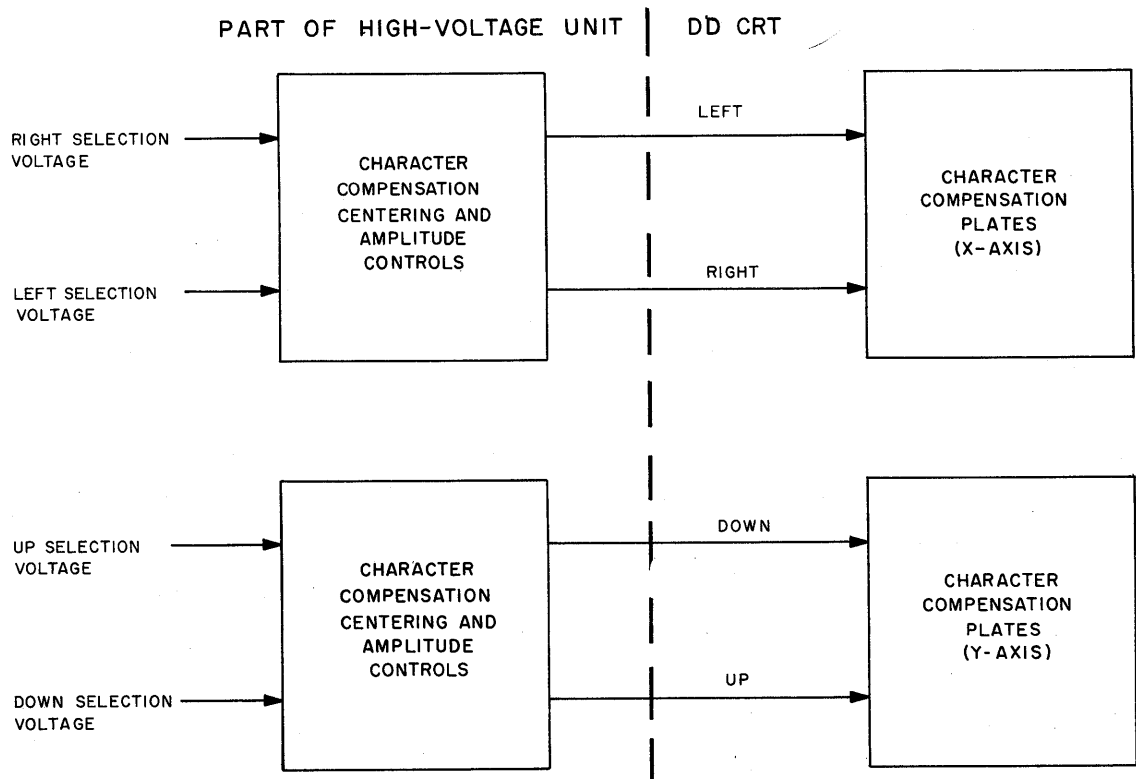 PART OF HIGH-VOLTAGE UNIT
DD CRT
RIGHT SELECTION
VOLTAGE
LEFT SELECTION
VOLTAGE
CHARACTER
COMPENSATION
CENTERING AND
AMPLITUDE
CONTROLS
LEFT
RIGHT
CHARACTER
COMPENSATION
PLATES
(X-AXIS)
UP SELECTION
VOLTAGE
DOWN SELECTION
VOLTAGE
CHARACTER
COMPENSATION
CENTERING AND
AMPLITUDE
CONTROLS
DOWN
UP
CHARACTER
COMPENSATION
PLATES
(Y-AXIS)